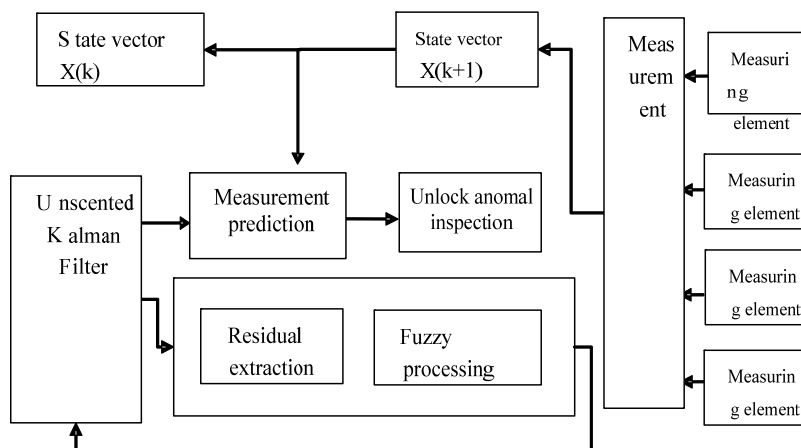 S tate vector
X(k)
State vector
X(k+1)
Meas
urem
ent
Measuri
ng
element
Measurin
g element
Measurin
g element
Measurin
g element
U nscented
K alman
Filter
Measurement
prediction
Unlock anomal
inspection
Residual
extraction
Fuzzy
processing